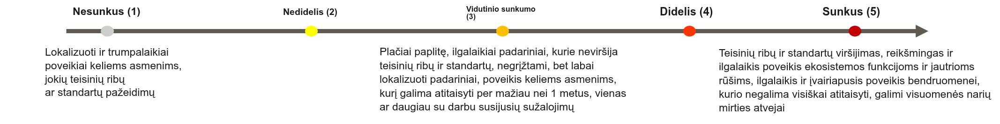 Nesunkus (1)
Nedidelis (2)
Vidutinio sunkumo
(3)
Didelis (4)
Sunkus (5)
Lokalizuoti ir trumpalaikiai
poveikiai keliems asmenims,
jokių teisinių ribų
ar standartų pažeidimų
Plačiai paplitę, ilgalaikiai padariniai, kurie neviršija
teisinių ribų ir standartų, negrįžtami, bet labai
lokalizuoti padariniai, poveikis keliems asmenims,
kurį galima atitaisyti per mažiau nei 1 metus, vienas
ar daugiau su darbu susijusių sužalojimų
Teisinių ribų ir standartų viršijimas, reikšmingas ir
ilgalaikis poveikis ekosistemos funkcijoms ir jautrioms
rūšims, ilgalaikis ir įvairiapusis poveikis bendruomenei,
kurio negalima visiškai atitaisyti, galimi visuomenės narių
mirties atvejai